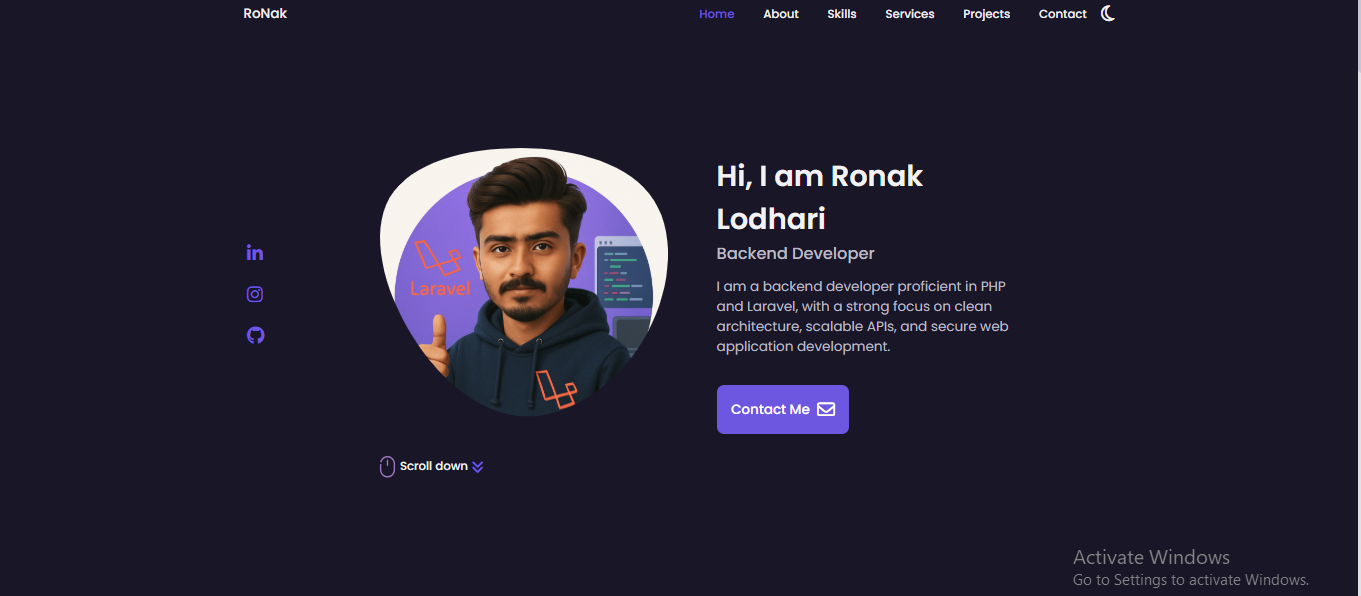 RoNak
Home
About
Skills
Services
Projects
Contact
Laravel
Hi, I am Ronak
Lodhari
Backend Developer
I am a backend developer proficient in PHP
and Laravel, with a strong focus on clean
architecture, scalable APIs, and secure web
application development.
Contact Me
Scroll down
Activate Windows
Go to Settings to activate Windows.